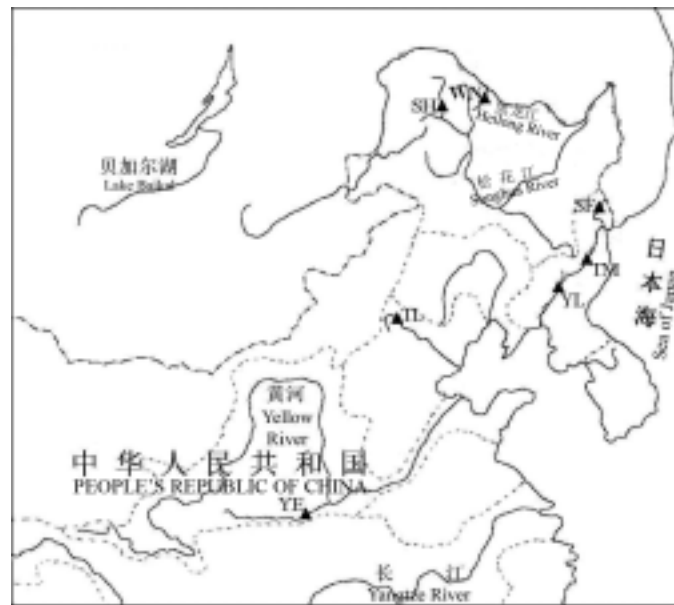 SH
WN
黑龙江
Heilong River
贝加尔湖
Lake Baikal
松花江
Songhua River
SF
日本海
Sea of Japan
TM
YL
TL
黄河
Yellow
River
中华人民共和国
PEOPLE'S REPUBLIC OF CHINA
YE
长江
Yangtze River